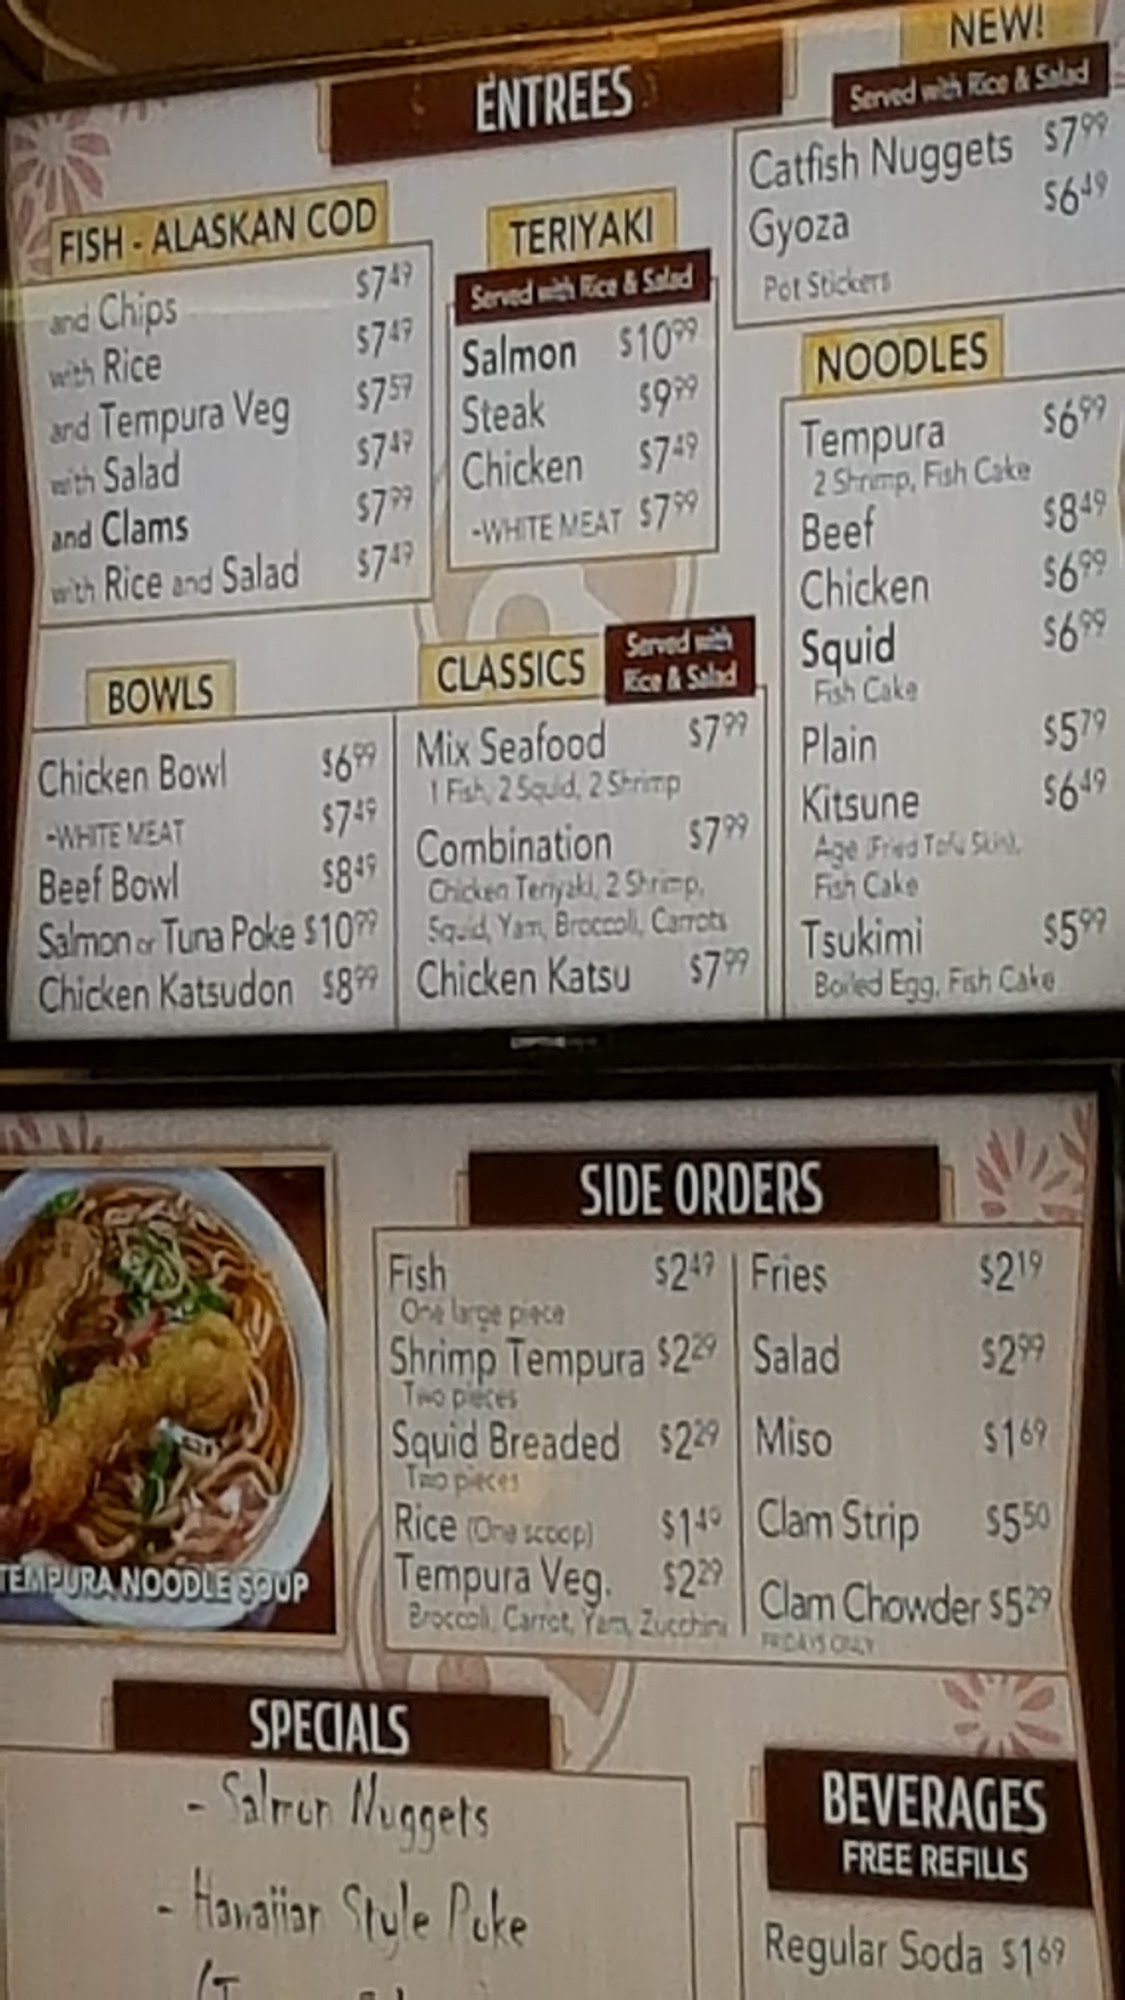 ENTREES
NEW!
Served with Rice & Salad
Catfish Nuggets $7.99
Gyoza $6.49
Pot Stickers
FISH - ALASKAN COD
and Chips $7.49
with Rice $7.49
and Tempura Veg $7.59
with Salad $7.49
and Clams $7.99
with Rice and Salad $7.49
TERIYAKI
Served with Rice & Salad
Salmon $10.99
Steak $9.99
Chicken $7.49
-WHITE MEAT $7.99
NOODLES
Tempura $6.99
2 Shrimp, Fish Cake
Beef $8.49
Chicken $6.99
Squid $6.99
Fish Cake
Plain $5.79
Kitsune $6.49
Age (Fried Tofu Skin),
Fish Cake
Tsukimi $5.99
Boiled Egg, Fish Cake
BOWLS
Chicken Bowl $6.99
-WHITE MEAT $7.49
Beef Bowl $8.49
Salmon or Tuna Poke $10.99
Chicken Katsudon $8.99
CLASSICS
Served with
Rice & Salad
Mix Seafood $7.99
1 Fish, 2 Squid, 2 Shrimp
Combination $7.99
Chicken Teriyaki, 2 Shrimp,
Squid, Yam, Broccoli, Carrots
Chicken Katsu $7.99
TEMPURA NOODLE SOUP
SIDE ORDERS
Fish $2.49
One large piece
Shrimp Tempura $2.29
Two pieces
Squid Breaded $2.29
Two pieces
Rice (One scoop) $1.49
Tempura Veg. $2.29
Broccoli, Carrot, Yam, Zucchini
Fries $2.19
Salad $2.99
Miso $1.69
Clam Strip $5.50
Clam Chowder $5.29
FRIDAYS ONLY
SPECIALS
- Salmon Nuggets
- Hawaiian Style Poke
BEVERAGES
FREE REFILLS
Regular Soda $1.69